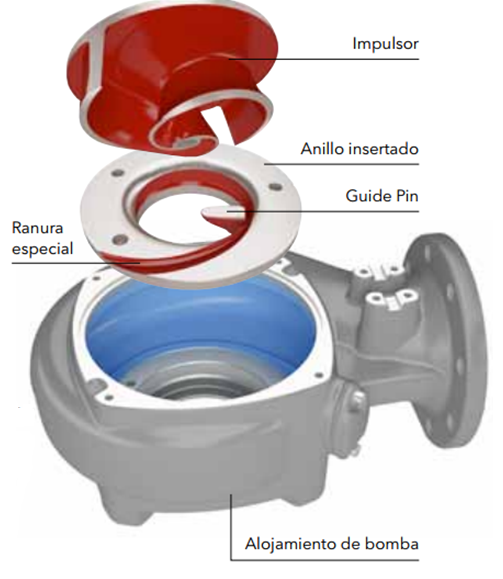 Impulsor
Anillo insertado
Guide Pin
Ranura
especial
Alojamiento de bomba